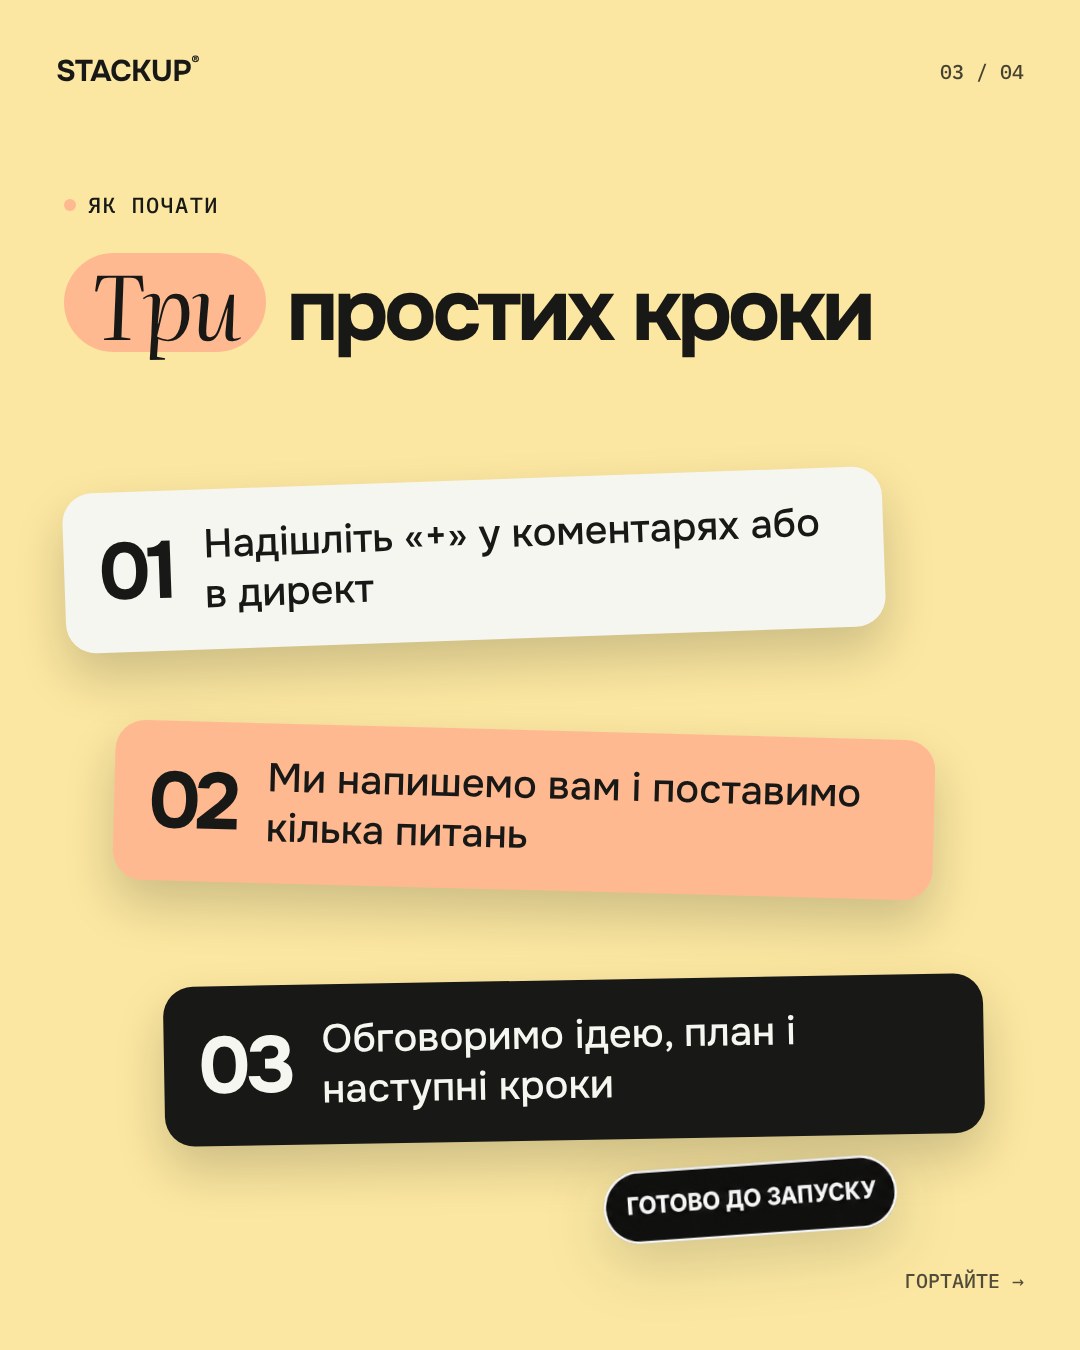 STACKUP®
03 / 04
ЯК ПОЧАТИ
Три простих кроки
01
Надішліть «+» у коментарях або
в директ
02
Ми напишемо вам і поставимо
кілька питань
03
Обговоримо ідею, план і
наступні кроки
ГОТОВО ДО ЗАПУСКУ
ГОРТАЙТЕ →